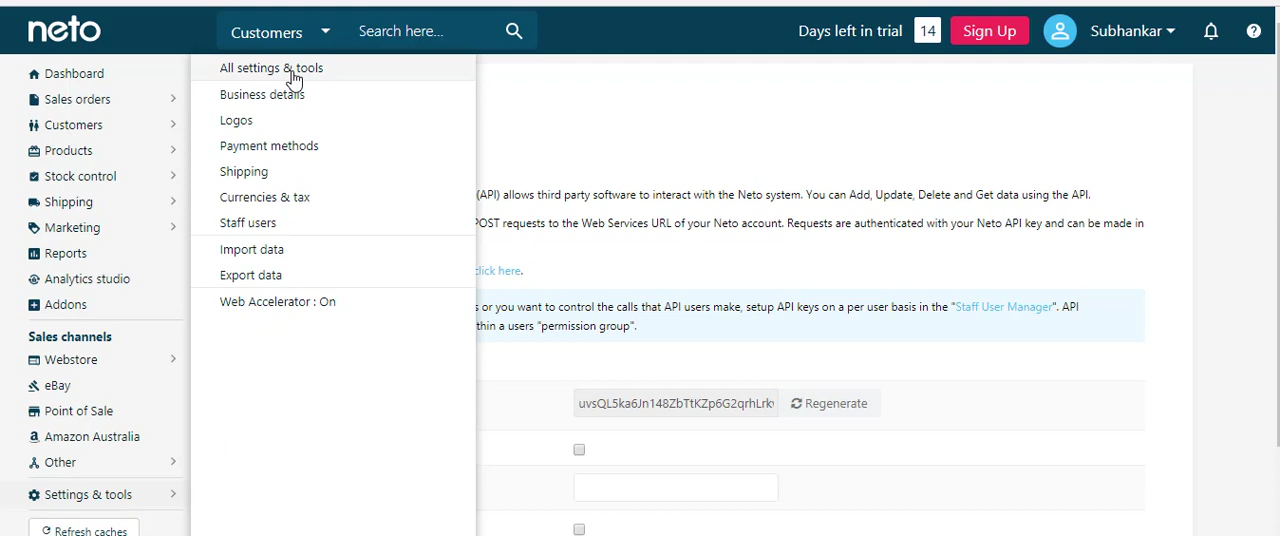 neto
Customers
Search here...
Days left in trial 14 Sign Up Subhankar
Dashboard
Sales orders
Customers
Products
Stock control
Shipping
Marketing
Reports
Analytics studio
Addons
Sales channels
Webstore
eBay
Point of Sale
Amazon Australia
Other
Settings & tools
Refresh caches
All settings & tools
Business details
Logos
Payment methods
Shipping
Currencies & tax
Staff users
Import data
Export data
Web Accelerator : On
(API) allows third party software to interact with the Neto system. You can Add, Update, Delete and Get data using the API.
POST requests to the Web Services URL of your Neto account. Requests are authenticated with your Neto API key and can be made in
click here.
s or you want to control the calls that API users make, setup API keys on a per user basis in the "Staff User Manager". API
thin a users "permission group".
Regenerate